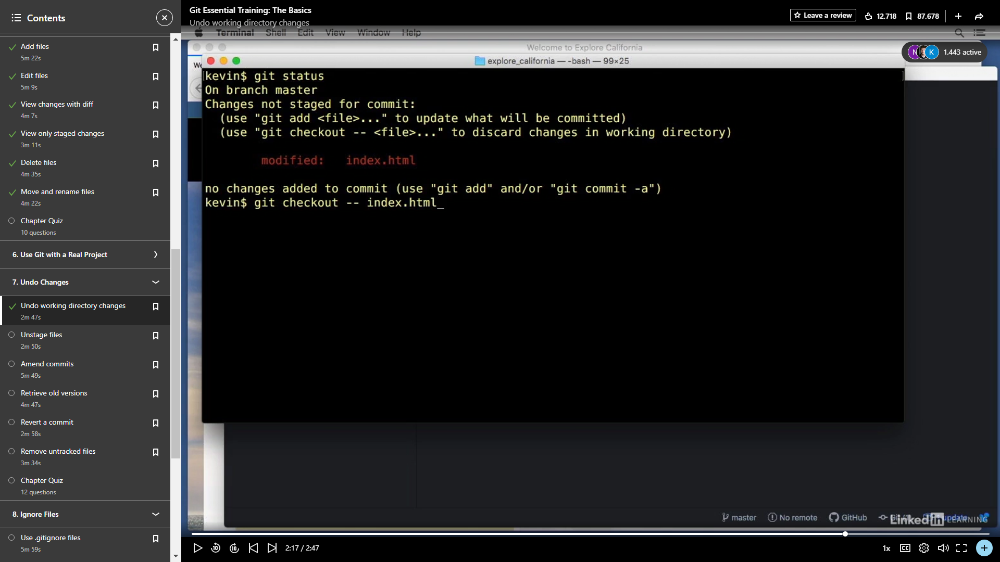 Contents
Add files
5m 22s
Edit files
5m 9s
View changes with diff
4m 7s
View only staged changes
3m 11s
Delete files
4m 35s
Move and rename files
4m 22s
Chapter Quiz
10 questions
6. Use Git with a Real Project
7. Undo Changes
Undo working directory changes
2m 47s
Unstage files
2m 50s
Amend commits
5m 49s
Retrieve old versions
4m 47s
Revert a commit
2m 58s
Remove untracked files
3m 34s
Chapter Quiz
12 questions
8. Ignore Files
Use .gitignore files
5m 59s
Git Essential Training: The Basics
Undo working directory changes
Leave a review
12,718
87,678
Terminal Shell Edit View Window Help
Welcome to Explore California
N K 1,443 active
explore_california — -bash — 99×25
kevin$ git status
On branch master
Changes not staged for commit:
(use "git add <file>..." to update what will be committed)
(use "git checkout -- <file>..." to discard changes in working directory)
modified: index.html
no changes added to commit (use "git add" and/or "git commit -a")
kevin$ git checkout -- index.html_
master No remote GitHub
LinkedIn LEARNING
10 10 2:17 / 2:47
1x CC